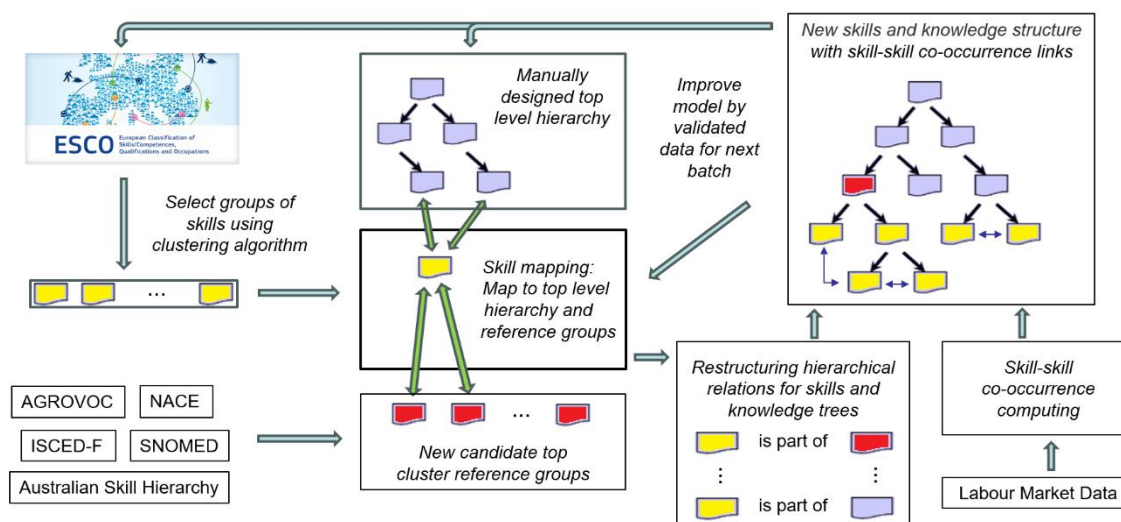 ESCO
European Classification of
Skills/Competences,
Qualifications and Occupations
Select groups of
skills using
clustering algorithm
...
AGROVOC
NACE
ISCED-F
SNOMED
Australian Skill Hierarchy
Manually
designed top
level hierarchy
Skill mapping:
Map to top level
hierarchy and
reference groups
...
New candidate top
cluster reference groups
Improve
model by
validated
data for next
batch
New skills and knowledge structure
with skill-skill co-occurrence links
Restructuring hierarchical
relations for skills and
knowledge trees
is part of
⋮ ⋮
is part of
Skill-skill
co-occurrence
computing
Labour Market Data